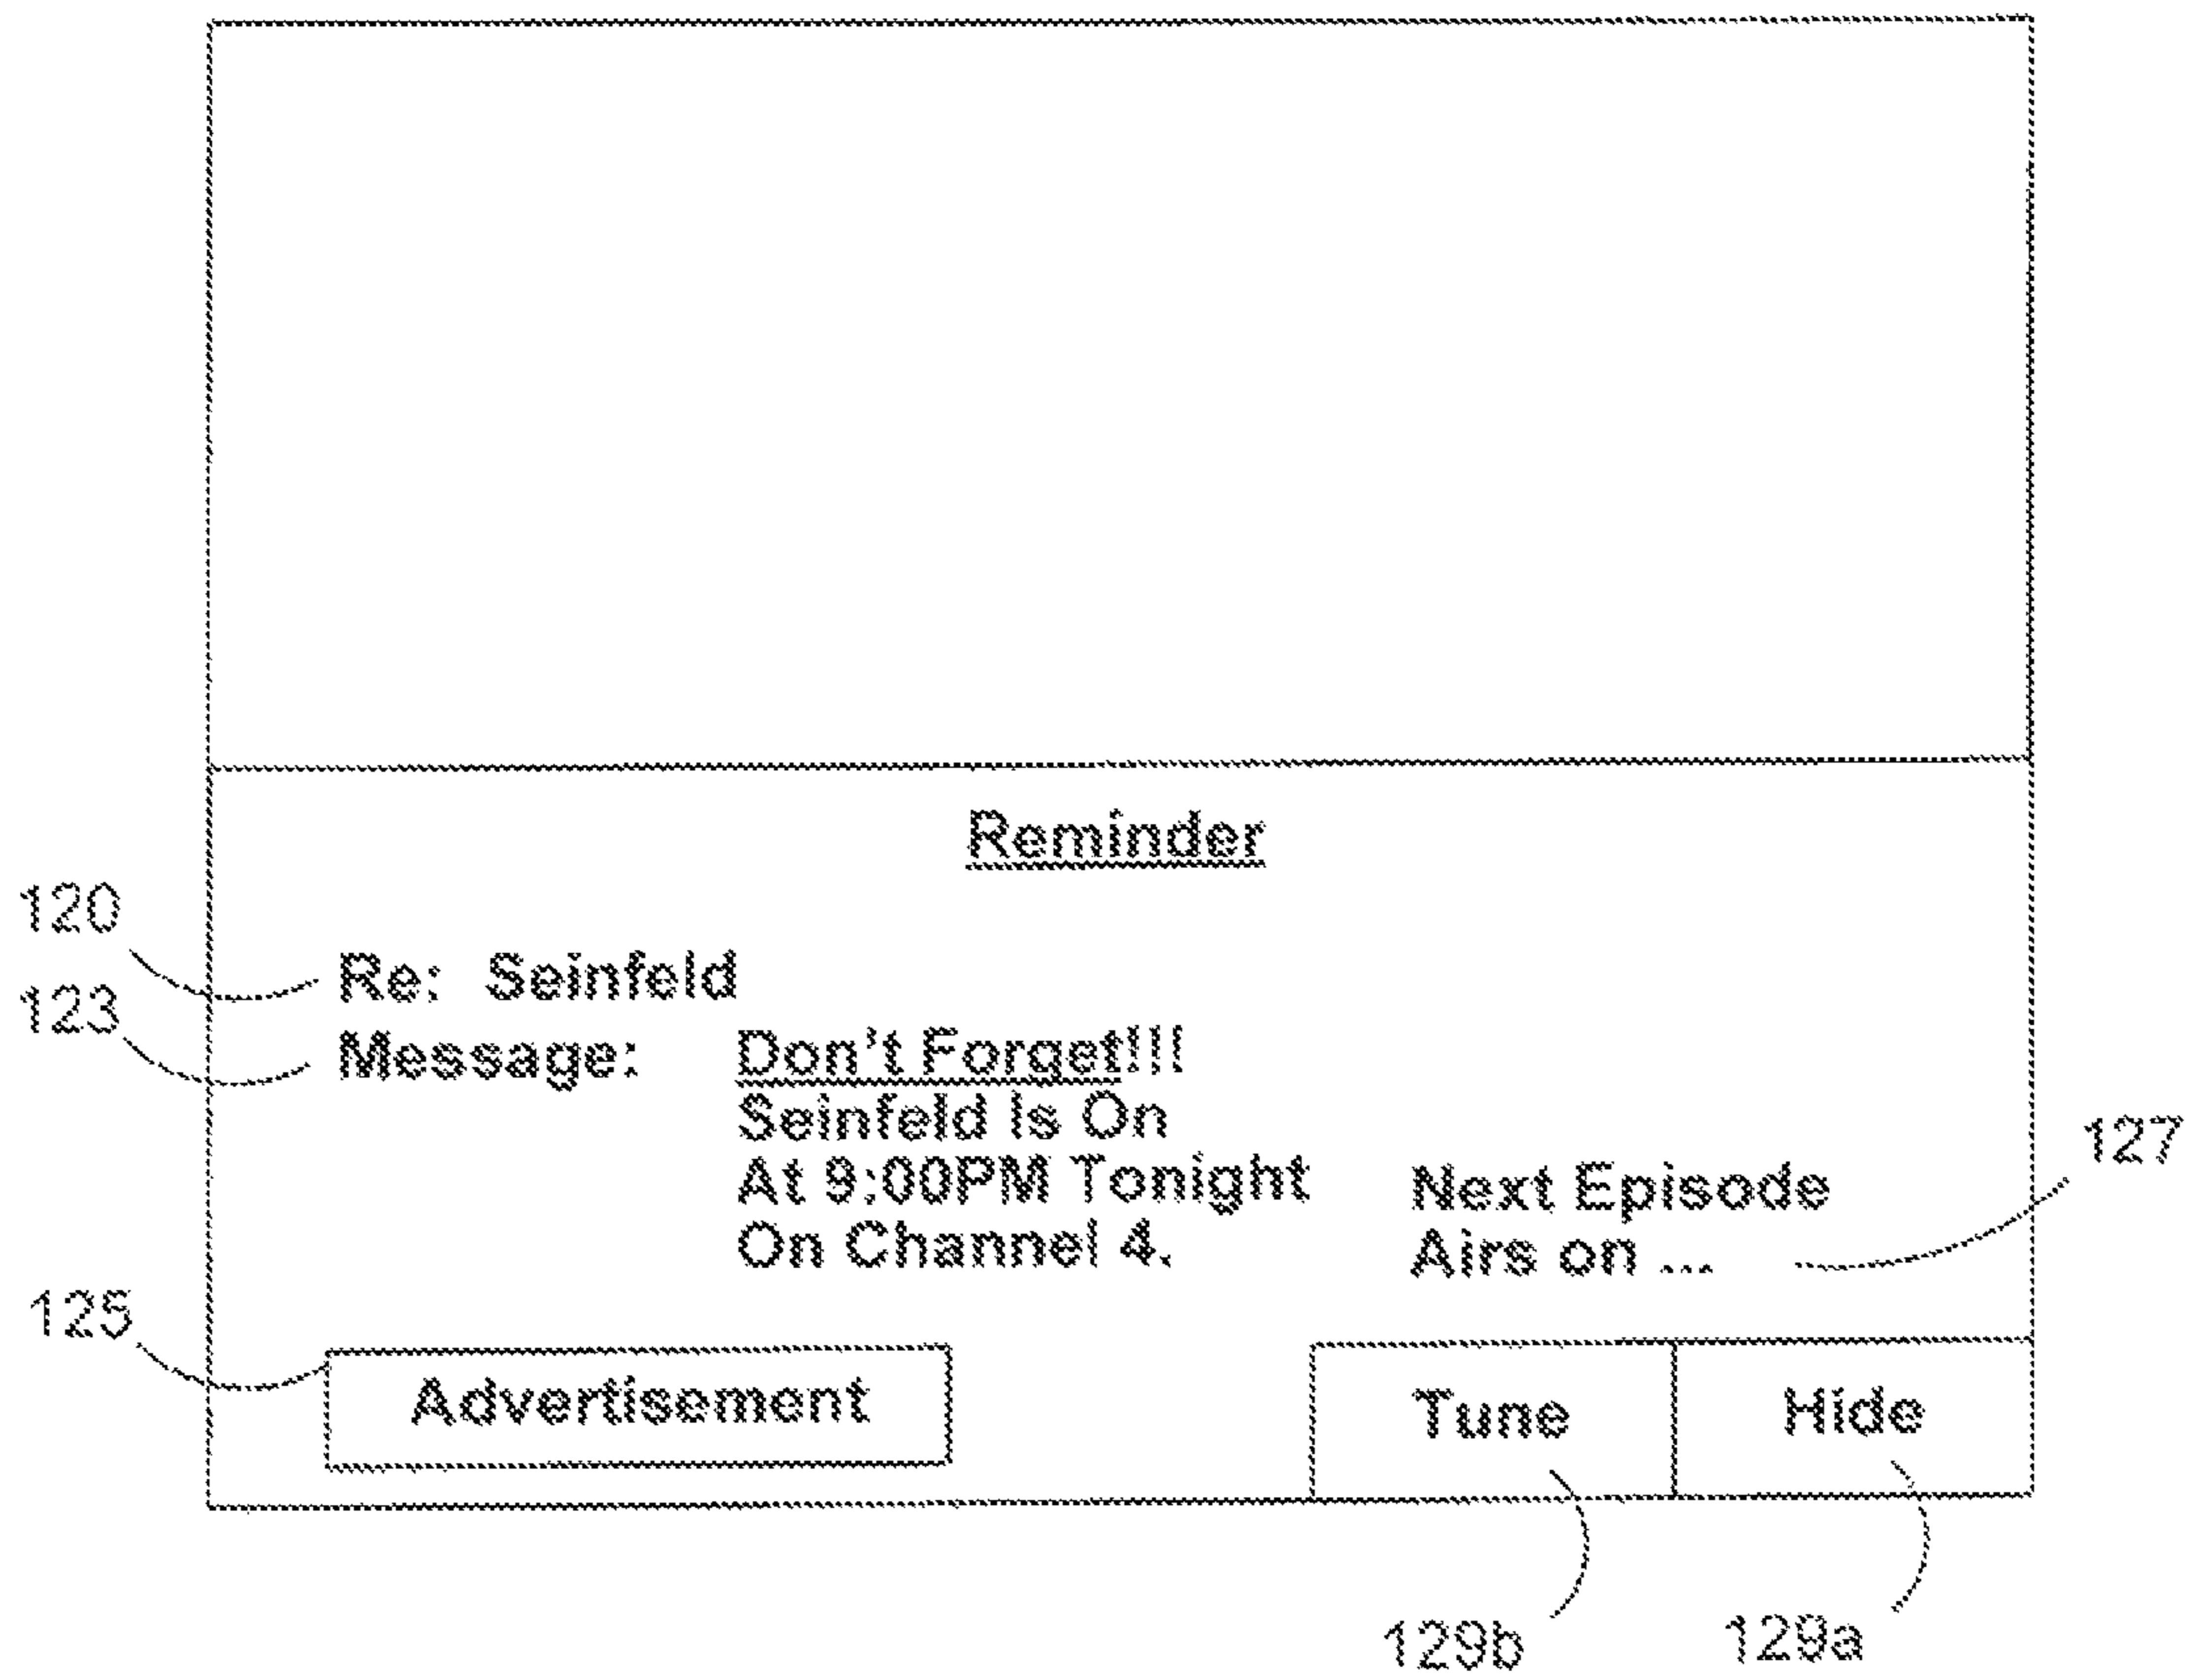 Reminder
120
Re: Seinfeld
123
Message: Don't Forget!!!
Seinfeld Is On
At 9:00PM Tonight
On Channel 4.
127
Next Episode
Airs on ...
125
Advertisement
Tune
Hide
129b
129a